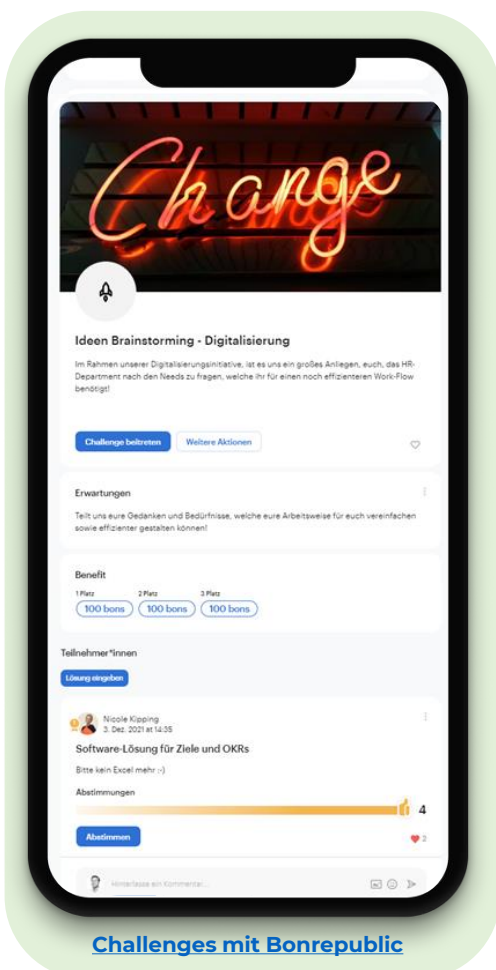 Change
Ideen Brainstorming - Digitalisierung
Im Rahmen unserer Digitalisierungsinitiative, ist es uns ein großes Anliegen, euch, das HR-
Department nach den Needs zu fragen, welche ihr für einen noch effizienteren Work-Flow
benötigt!
Challenge beitreten Weitere Aktionen
Erwartungen
Teilt uns eure Gedanken und Bedürfnisse, welche eure Arbeitsweise für euch vereinfachen
sowie effizienter gestalten können!
Benefit
1 Platz 2 Platz 3 Platz
100 bons 100 bons 100 bons
Teilnehmer*innen
Lösung eingeben
Nicole Kipping
3. Dez. 2021 at 14:35
Software-Lösung für Ziele und OKRs
Bitte kein Excel mehr :-)
Abstimmungen
4
Abstimmen
2
Hinterlasse ein Kommentar...
Challenges mit Bonrepublic